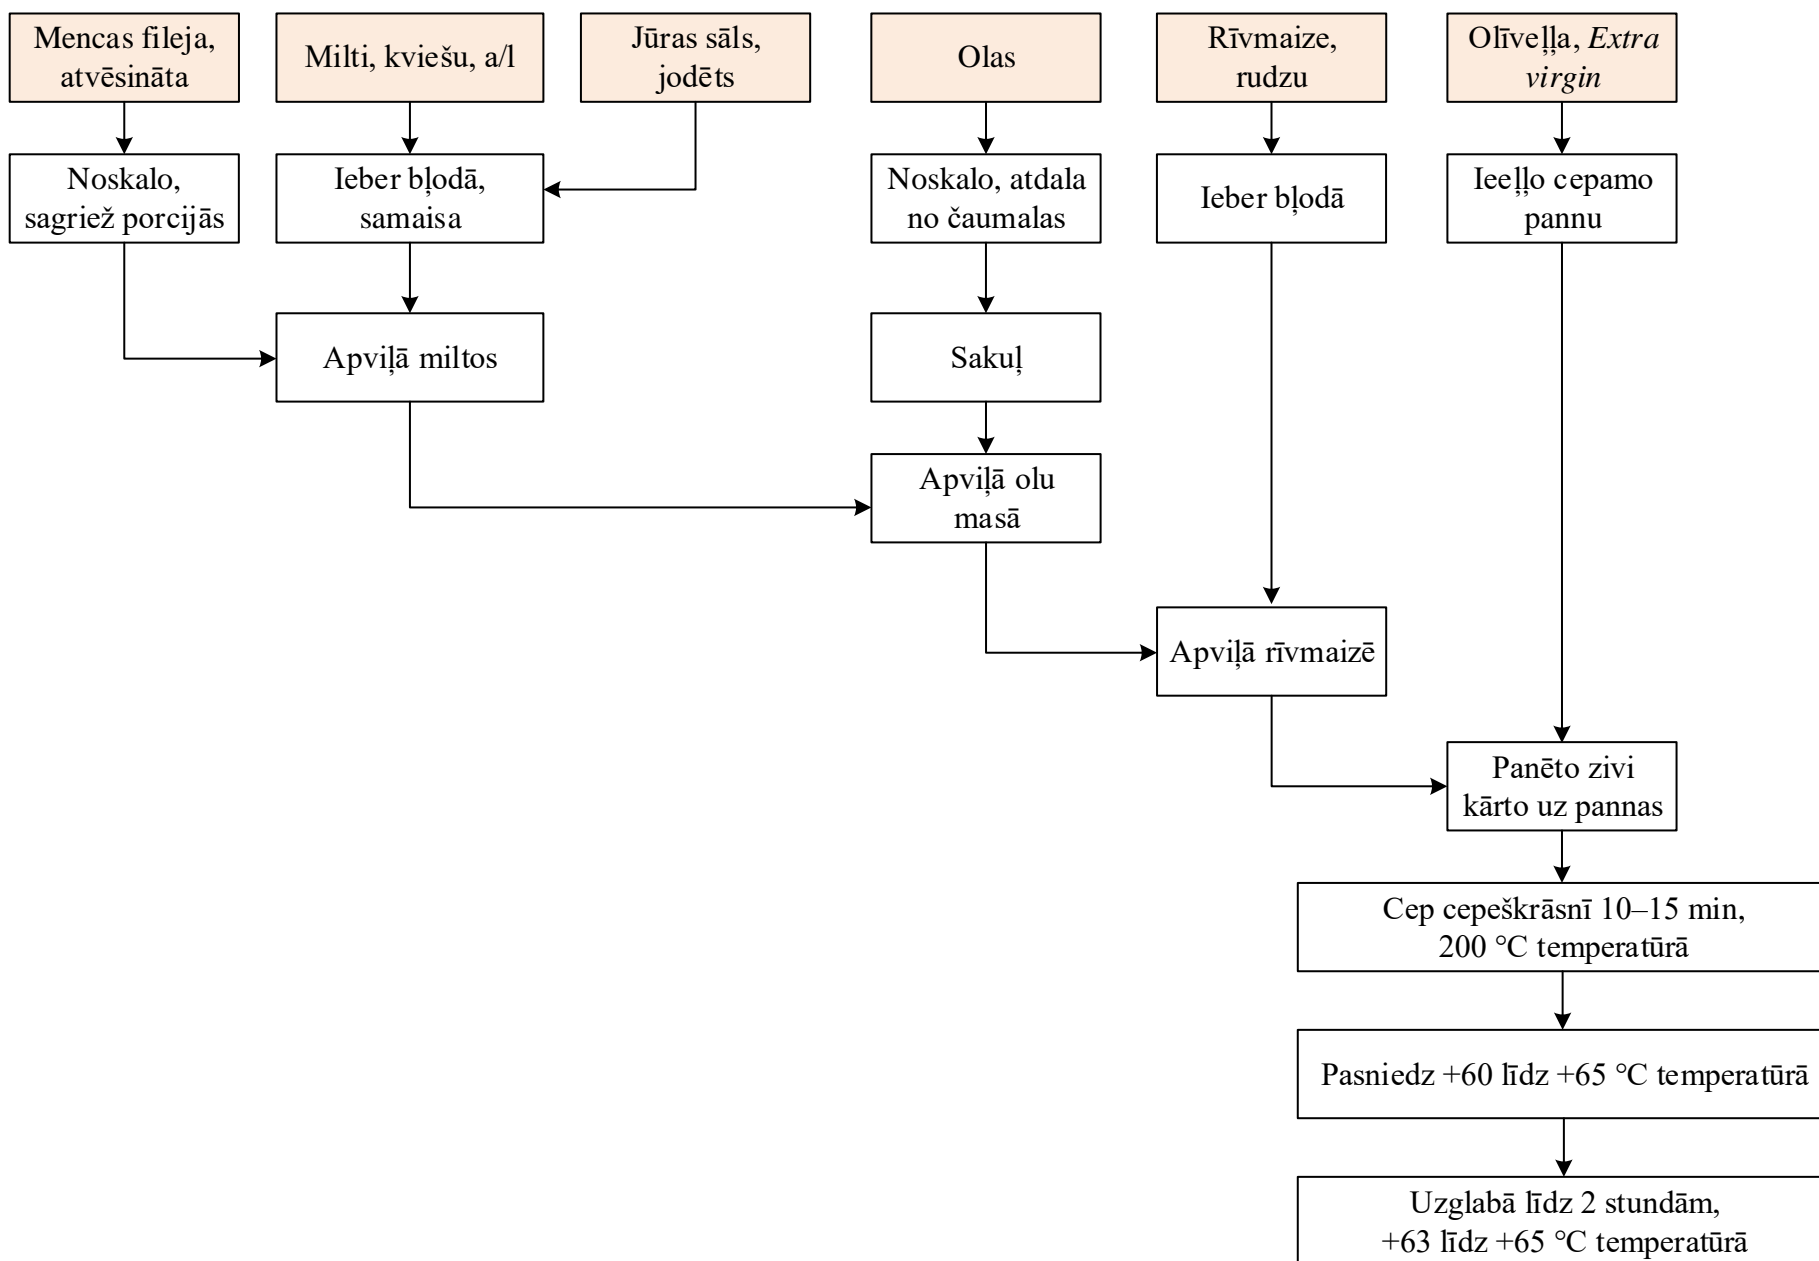 Mencas fileja,
atvēsināta
Milti, kviešu, a/l
Jūras sāls,
jodēts
Olas
Rīvmaize,
rudzu
Olīveļļa, Extra
virgin
Noskalo,
sagriež porcijās
Ieber bļodā,
samaisa
Noskalo, atdala
no čaumalas
Ieber bļodā
Ieeļļo cepamo
pannu
Apviļā miltos
Sakuļ
Apviļā olu
masā
Apviļā rīvmaizē
Panēto zivi
kārto uz pannas
Cep cepeškrāsnī 10–15 min,
200 °C temperatūrā
Pasniedz +60 līdz +65 °C temperatūrā
Uzglabā līdz 2 stundām,
+63 līdz +65 °C temperatūrā